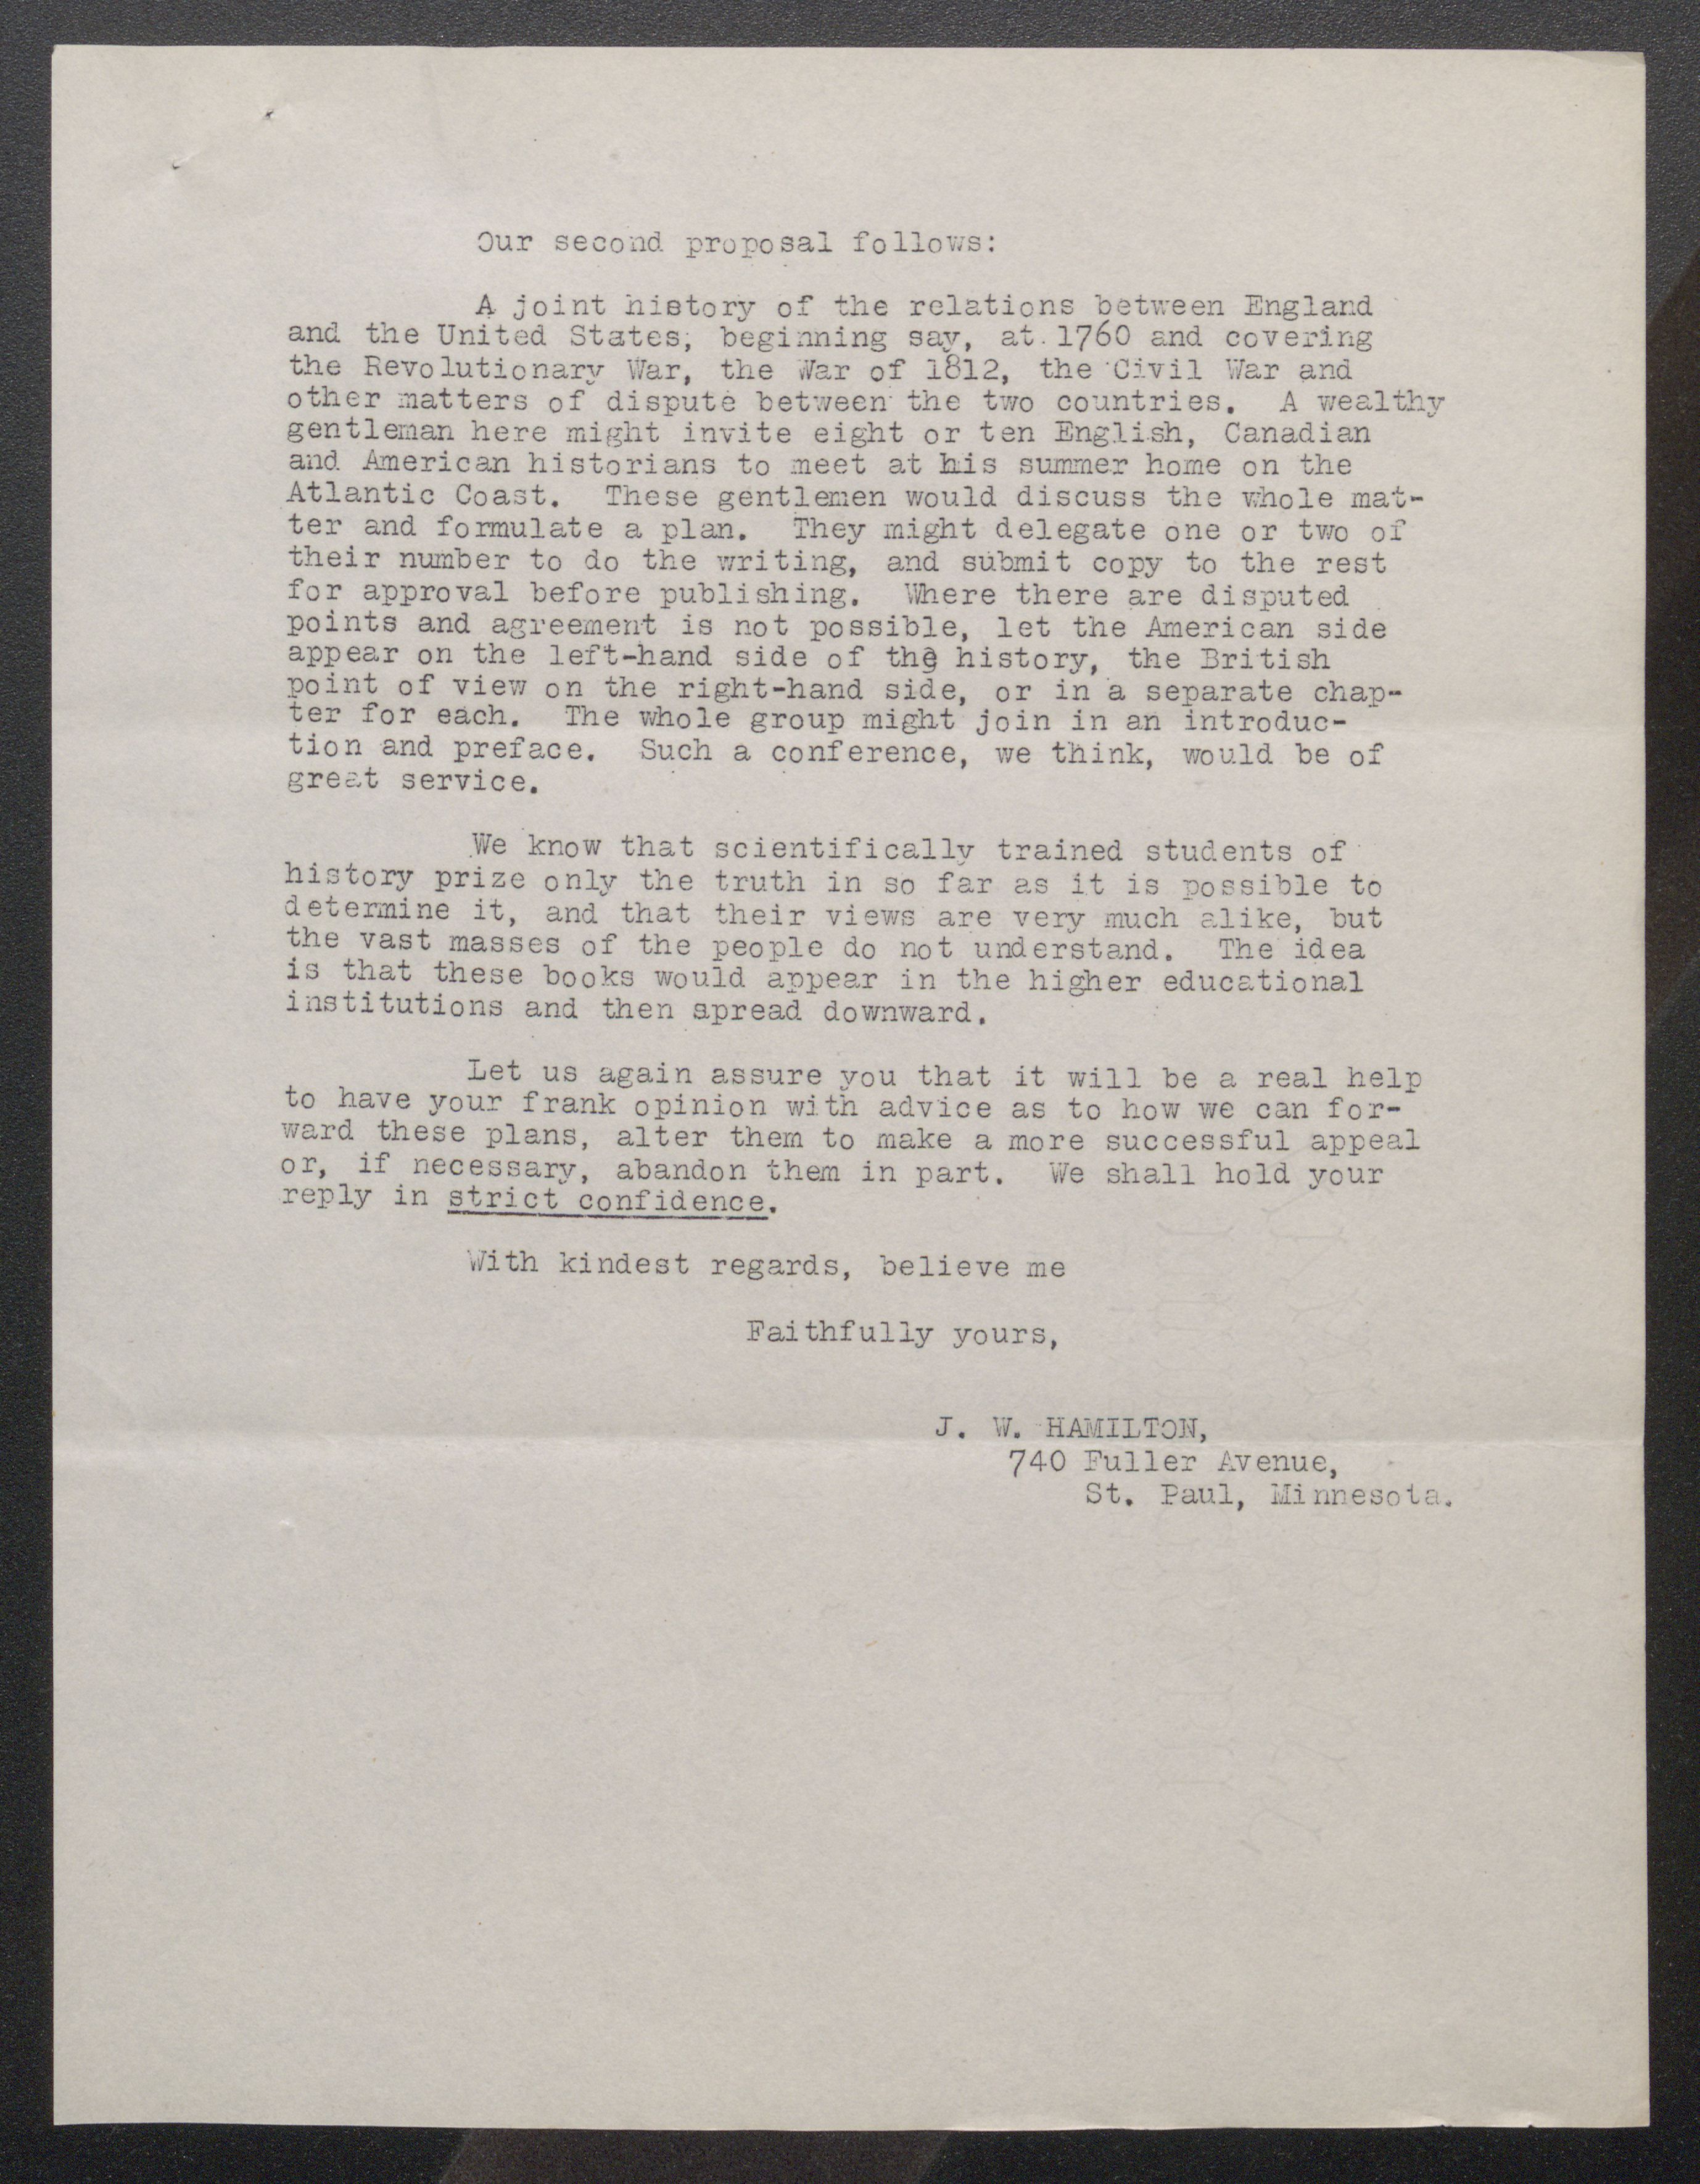 Our second proposal follows:
A joint history of the relations between England
and the United States; beginning say, at 1760 and covering
the Revolutionary War, the War of 1812, the Civil War and
other matters of dispute between the two countries. A wealthy
gentleman here might invite eight or ten English, Canadian
and American historians to meet at his summer home on the
Atlantic Coast. These gentlemen would discuss the whole mat-
ter and formulate a plan. They might delegate one or two of
their number to do the writing, and submit copy to the rest
for approval before publishing. Where there are disputed
points and agreement is not possible, let the American side
appear on the left-hand side of the history, the British
point of view on the right-hand side, or in a separate chap-
ter for each. The whole group might join in an introduc-
tion and preface. Such a conference, we think, would be of
great service.
We know that scientifically trained students of
history prize only the truth in so far as it is possible to
determine it, and that their views are very much alike, but
the vast masses of the people do not understand. The idea
is that these books would appear in the higher educational
institutions and then spread downward.
Let us again assure you that it will be a real help
to have your frank opinion with advice as to how we can for-
ward these plans, alter them to make a more successful appeal
or, if necessary, abandon them in part. We shall hold your
reply in strict confidence.
With kindest regards, believe me
Faithfully yours,
J. W. HAMILTON,
740 Fuller Avenue,
St. Paul, Minnesota.